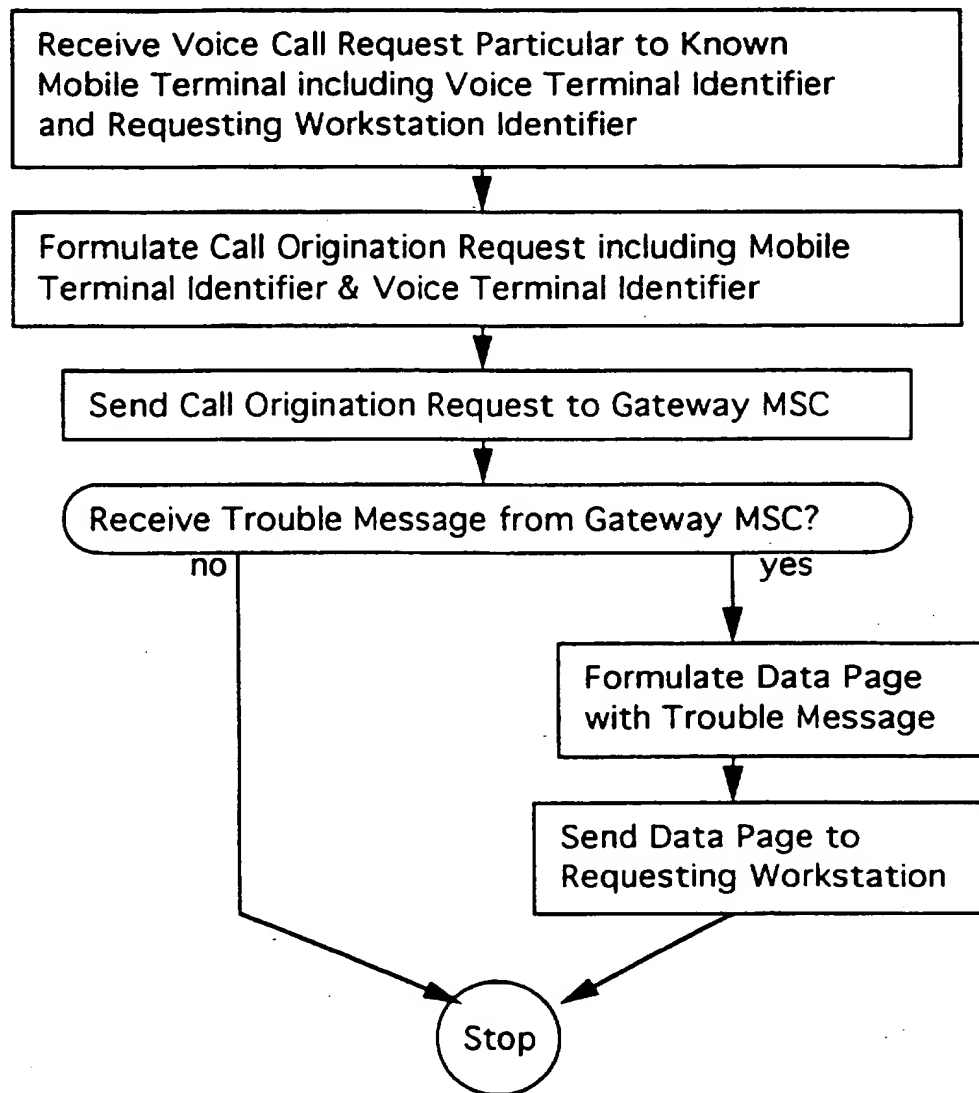 Receive Voice Call Request Particular to Known
Mobile Terminal including Voice Terminal Identifier
and Requesting Workstation Identifier
Formulate Call Origination Request including Mobile
Terminal Identifier & Voice Terminal Identifier
Send Call Origination Request to Gateway MSC
Receive Trouble Message from Gateway MSC?
no
yes
Formulate Data Page
with Trouble Message
Send Data Page to
Requesting Workstation
Stop